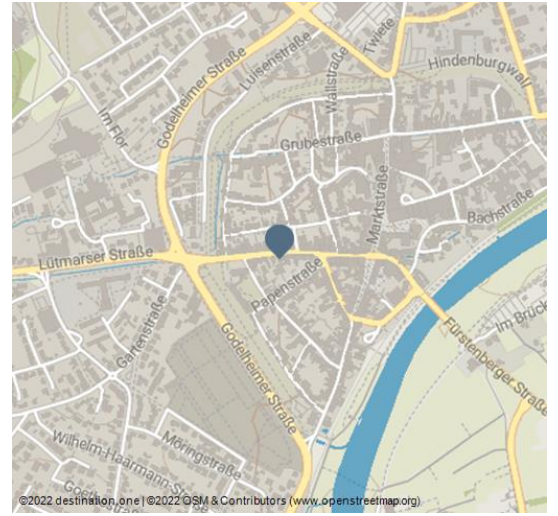 Twiete
Luisenstraße
Wallstraße
Hindenburgwall
Godelheimer Straße
Im Flor
Grubestraße
Marktstraße
Bachstraße
Lütmarser Straße
Papenstraße
Gartenstraße
Godelheimer Straße
Fürstenberger Straße
Im Brück
Möringstraße
Wilhelm-Haarmann-Straße
Goethestraße
©2022 destination.one | ©2022 OSM & Contributors (www.openstreetmap.org)